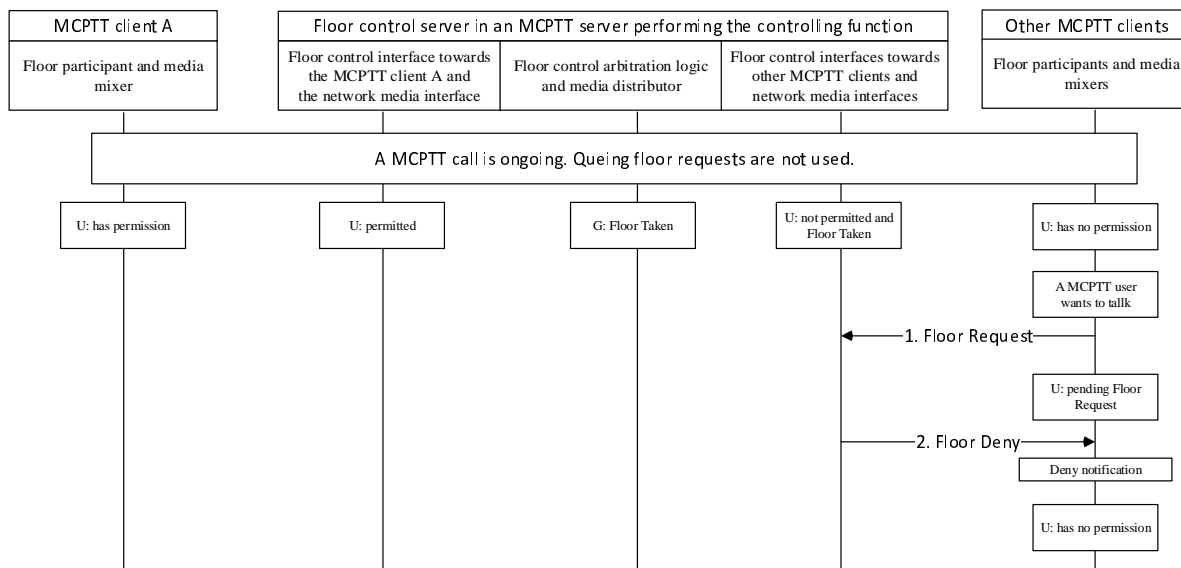 MCPTT client A
Floor control server in an MCPTT server performing the controlling function
Other MCPTT clients
Floor participant and media
mixer
Floor control interface towards
the MCPTT client A and
the network media interface
Floor control arbitration logic
and media distributor
Floor control interfaces towards
other MCPTT clients and
network media interfaces
Floor participants and media
mixers
A MCPTT call is ongoing. Queing floor requests are not used.
U: has permission
U: permitted
G: Floor Taken
U: not permitted and
Floor Taken
U: has no permission
A MCPTT user
wants to tallk
1. Floor Request
U: pending Floor
Request
2. Floor Deny
Deny notification
U: has no permission